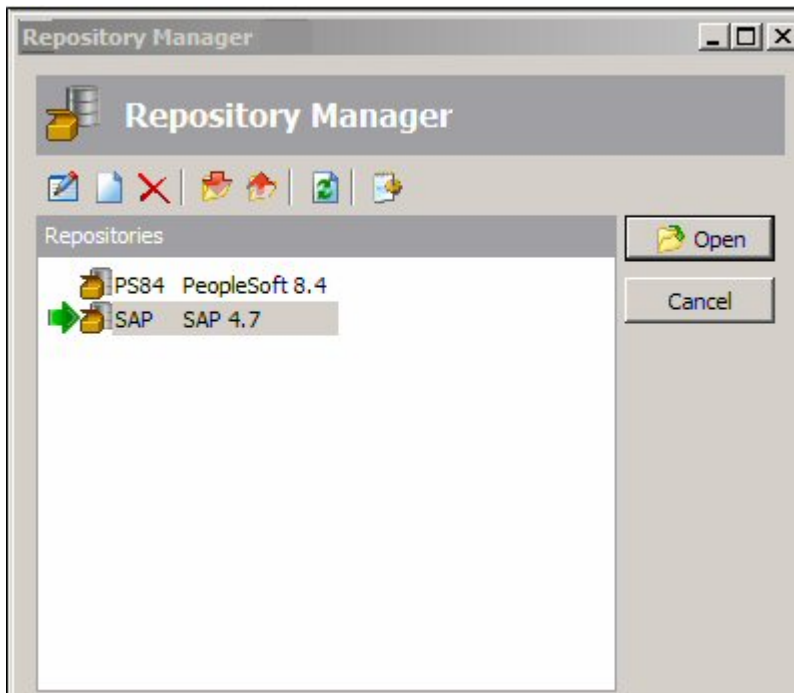 Repository Manager
Repository Manager
Repositories
PS84 PeopleSoft 8.4
SAP SAP 4.7
Open
Cancel